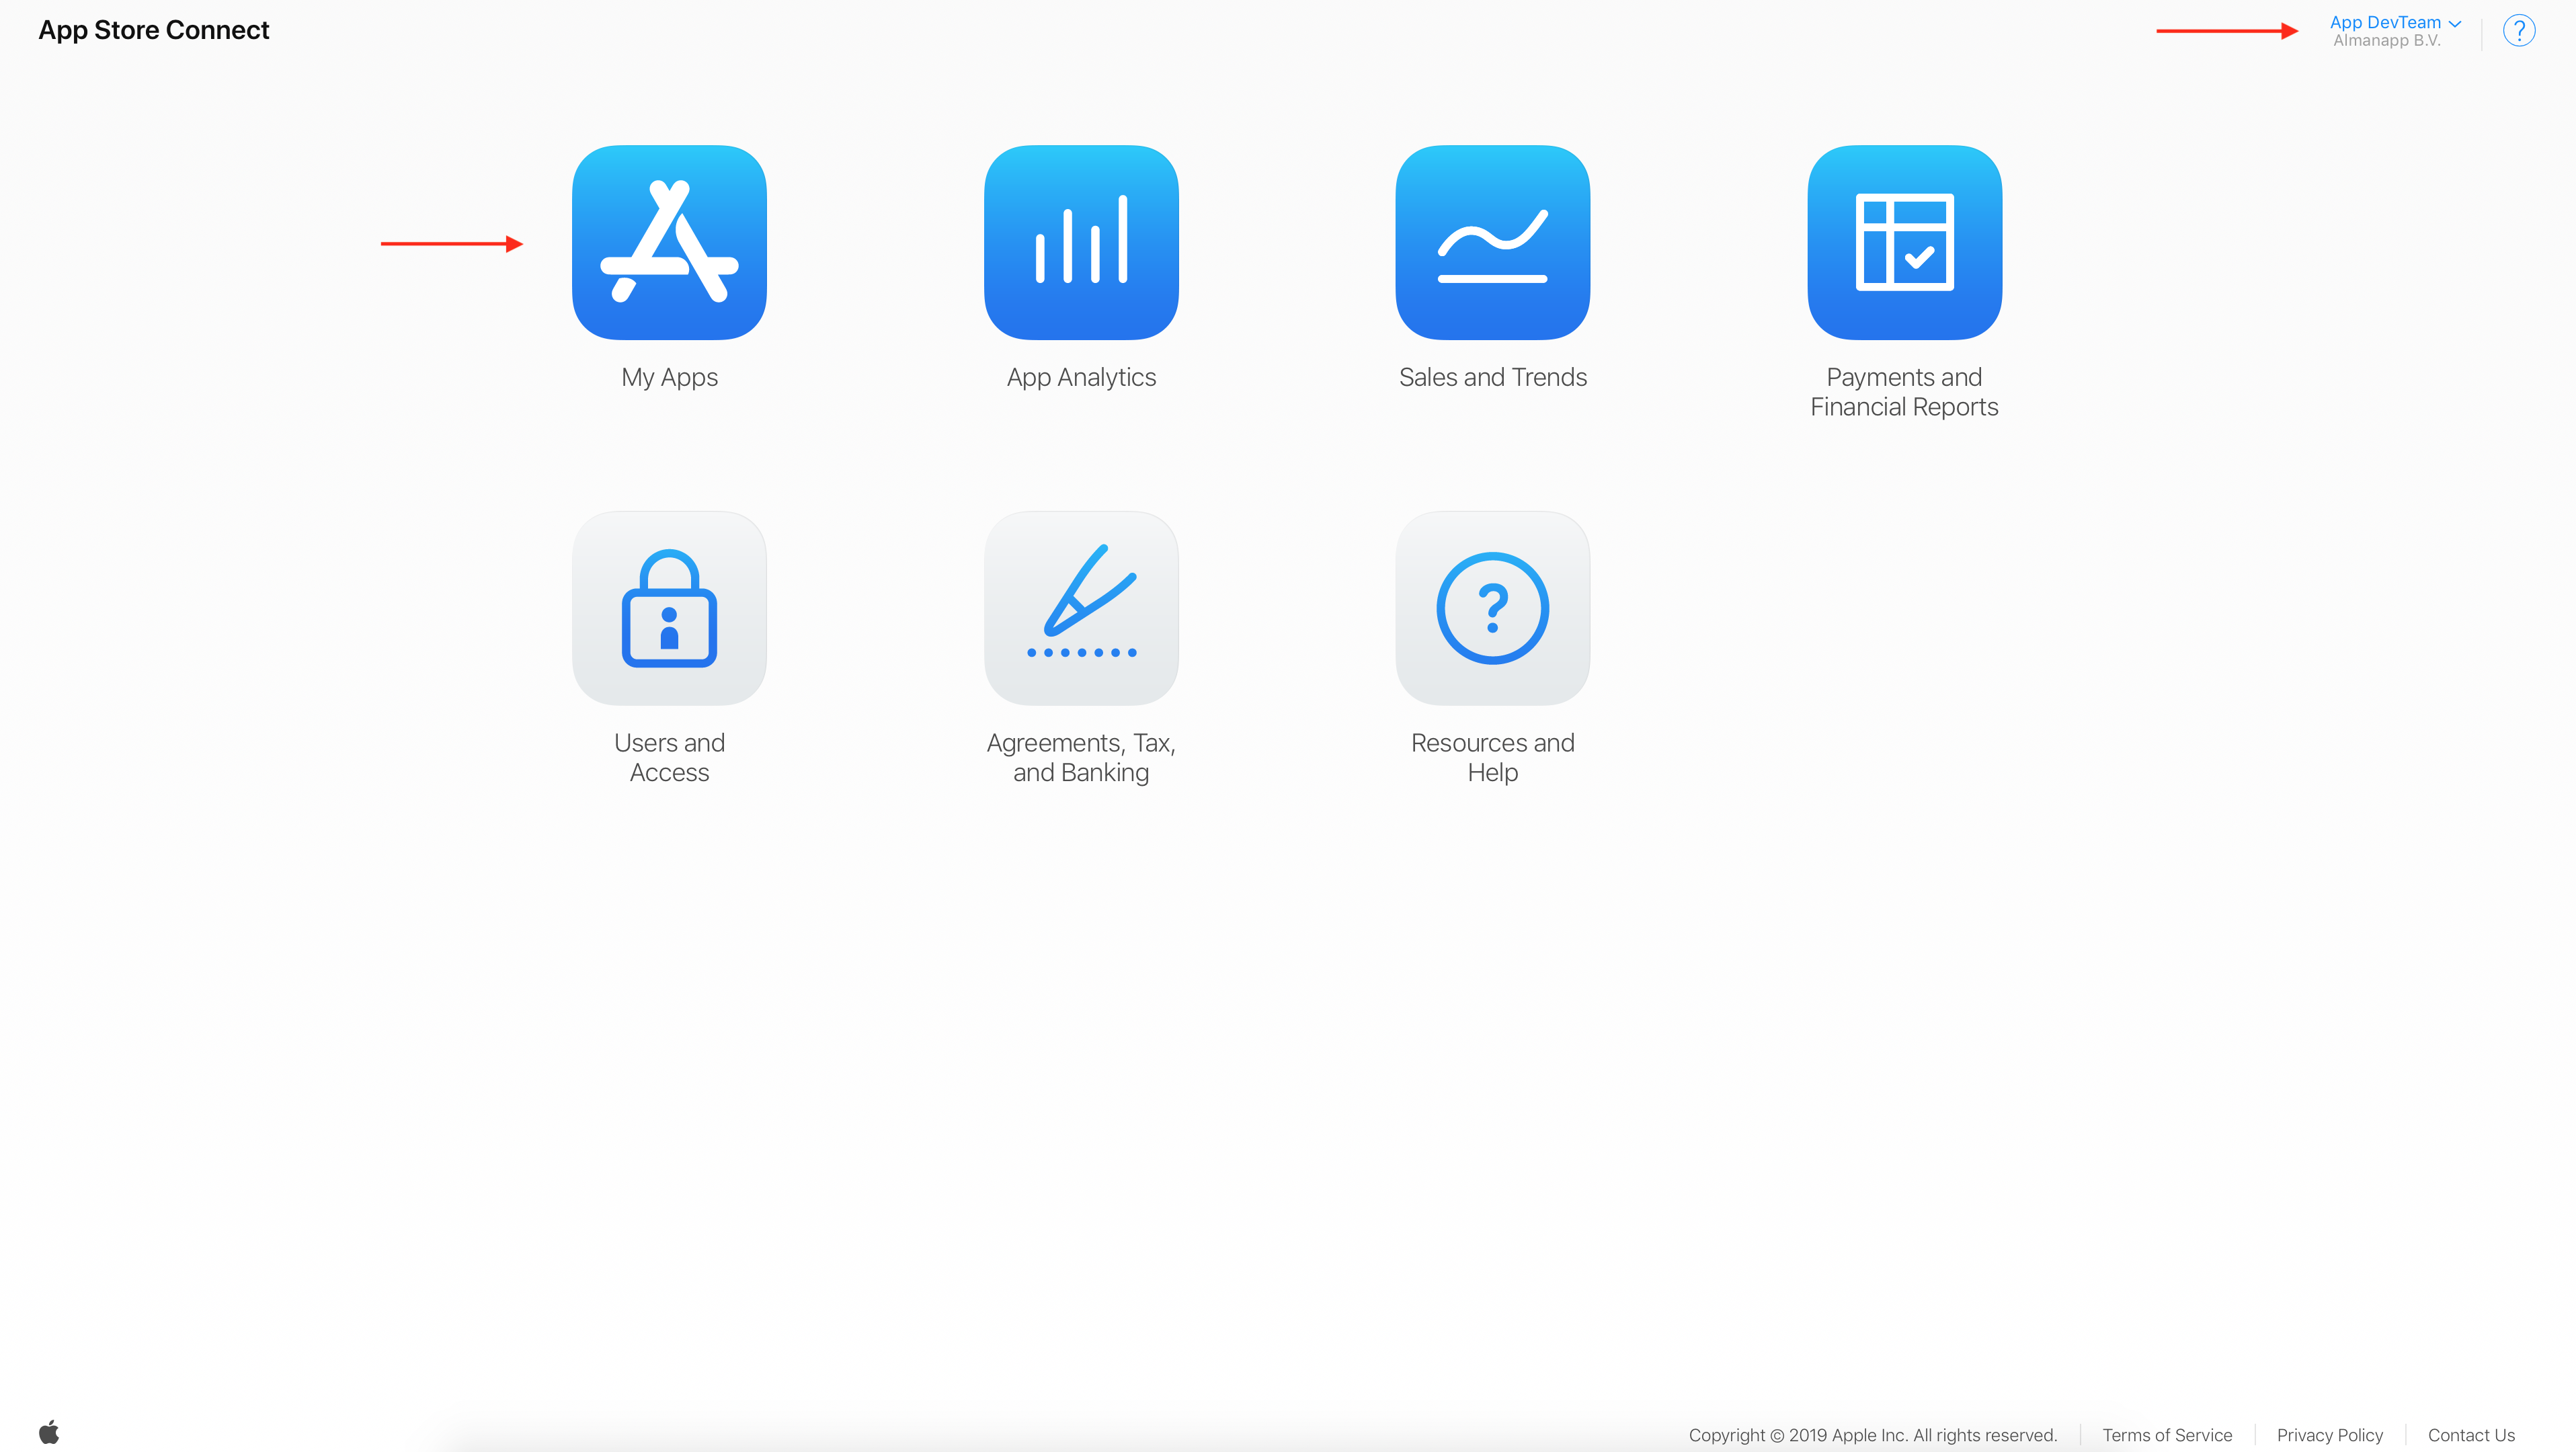 App Store Connect
App DevTeam
Almanapp B.V.
?
My Apps
App Analytics
Sales and Trends
Payments and
Financial Reports
?
Users and
Access
Agreements, Tax,
and Banking
Resources and
Help
Copyright © 2019 Apple Inc. All rights reserved.
Terms of Service
Privacy Policy
Contact Us